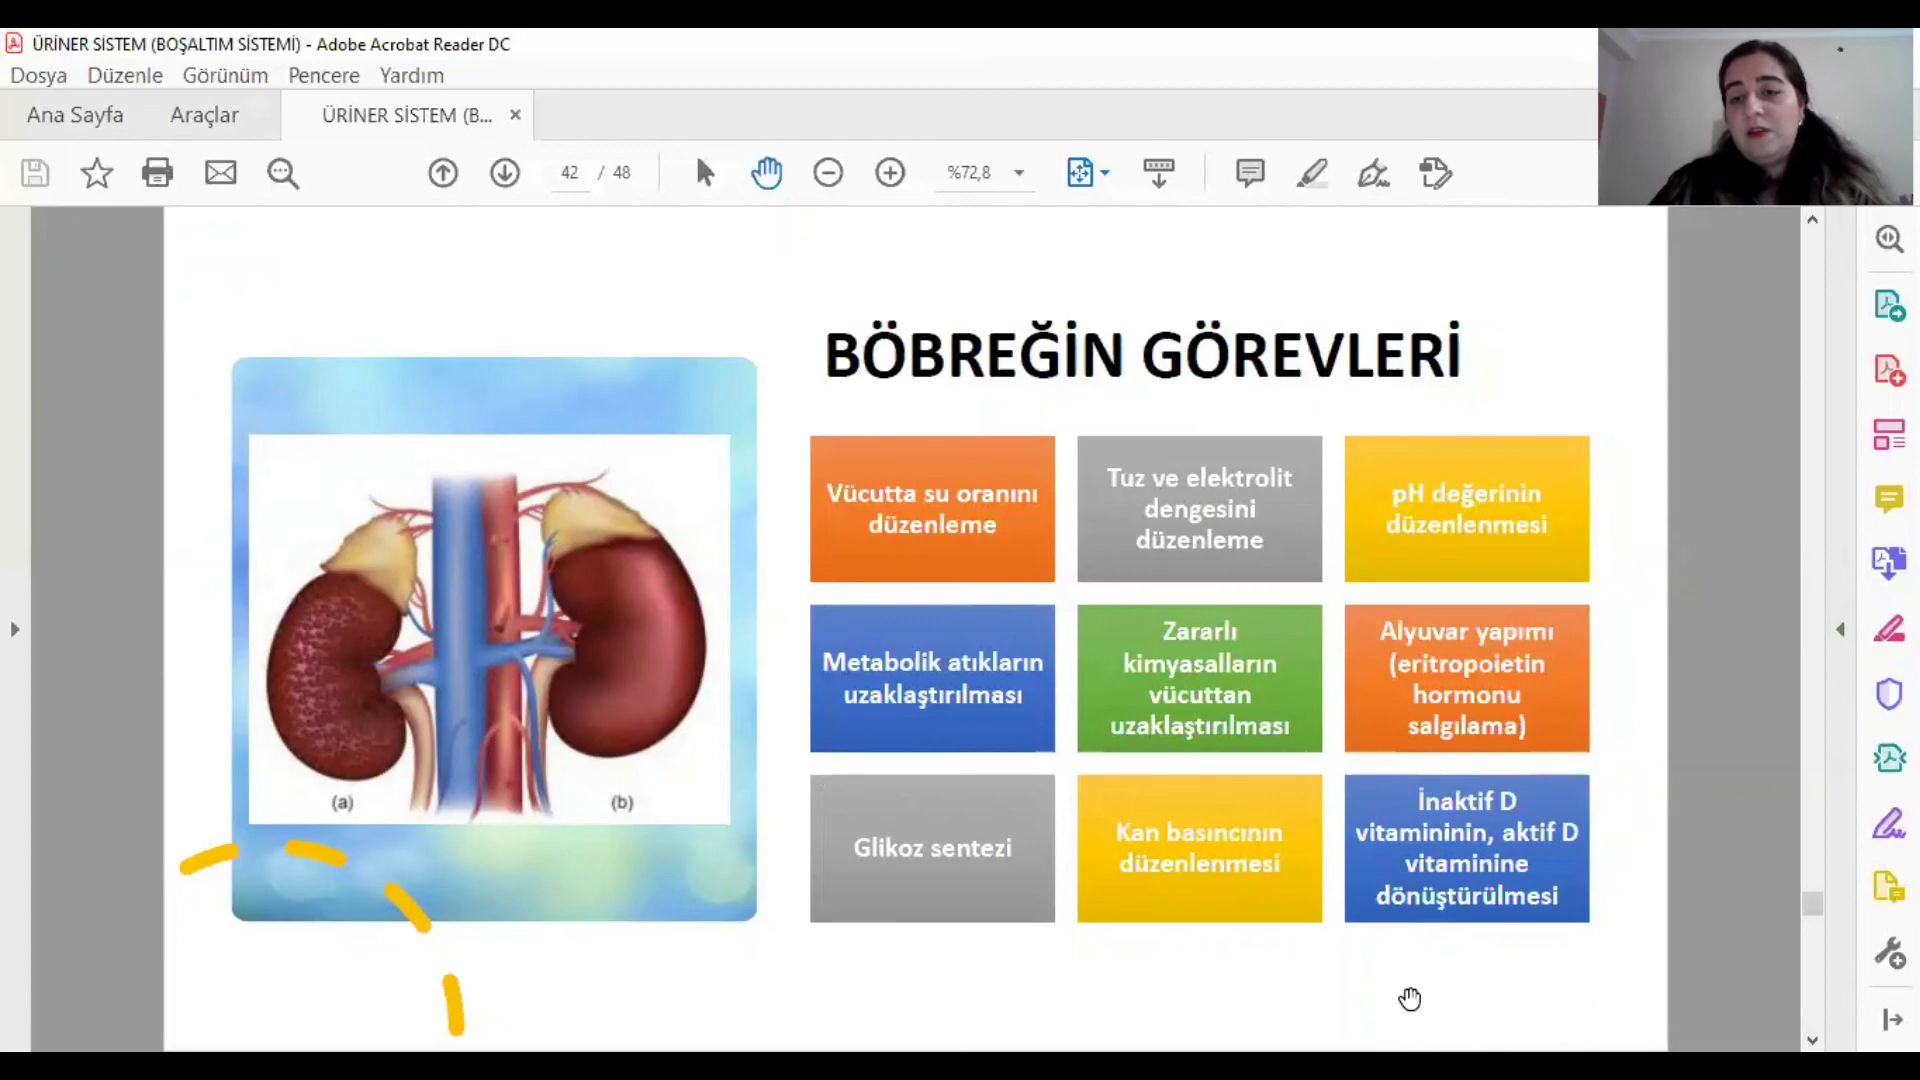 ÜRİNER SİSTEM (BOŞALTIM SİSTEMİ) - Adobe Acrobat Reader DC
Dosya Düzenle Görünüm Pencere Yardım
Ana Sayfa Araçlar ÜRİNER SİSTEM (B... ×
42 / 48 %72,8
BÖBREĞİN GÖREVLERİ
Vücutta su oranını
düzenleme
Tuz ve elektrolit
dengesini
düzenleme
pH değerinin
düzenlenmesi
Metabolik atıkların
uzaklaştırılması
Zararlı
kimyasalların
vücuttan
uzaklaştırılması
Alyuvar yapımı
(eritropoietin
hormonu
salgılama)
Glikoz sentezi
Kan basıncının
düzenlenmesi
İnaktif D
vitamininin, aktif D
vitaminine
dönüştürülmesi
(a) (b)